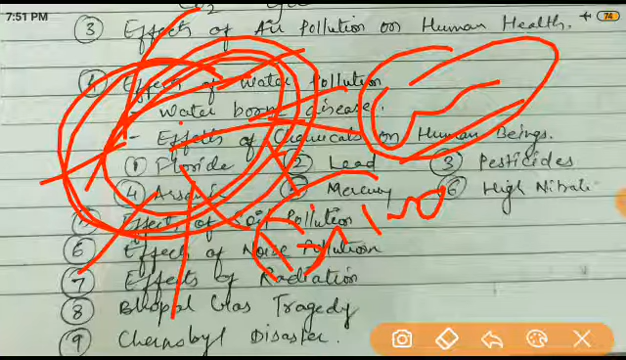 7:51 PM 74
③ Effects of Air Pollution on Human Health.
④ Effects of Water Pollution
- Water born disease.
- Effects of Chemicals on Human Beings.
① Floride ② Lead ③ Pesticides
④ Arsenic ⑤ Mercury ⑥ High Nitrate
⑤ Effect of Soil Pollution
⑥ Effect of Noise Pollution
⑦ Effects of Radiation
⑧ Bhopal Gas Tragedy
⑨ Chernobyl Disaster.